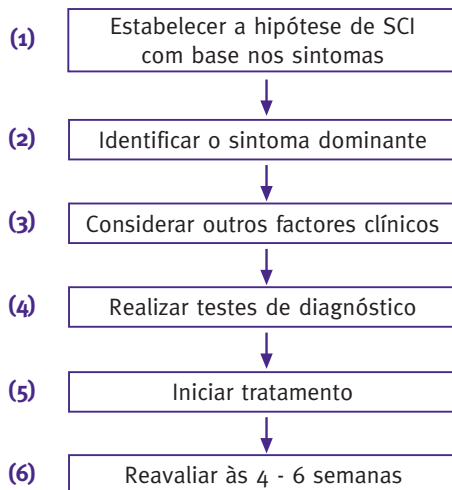 (1) Estabelecer a hipótese de SCI
com base nos sintomas
(2) Identificar o sintoma dominante
(3) Considerar outros factores clínicos
(4) Realizar testes de diagnóstico
(5) Iniciar tratamento
(6) Reavaliar às 4 - 6 semanas